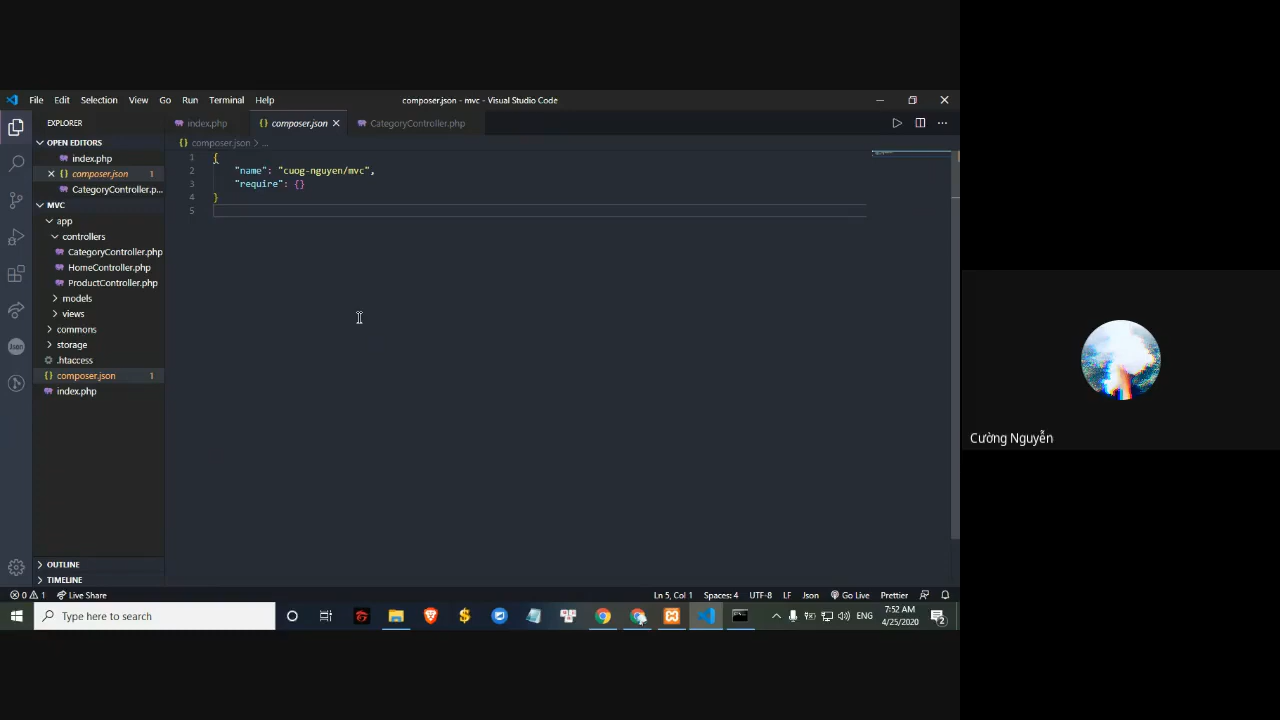 File Edit Selection View Go Run Terminal Help
composer.json - mvc - Visual Studio Code
EXPLORER
index.php
composer.json
CategoryController.php
OPEN EDITORS
index.php
composer.json 1
CategoryController.p...
MVC
app
controllers
CategoryController.php
HomeController.php
ProductController.php
models
views
commons
storage
.htaccess
composer.json 1
index.php
OUTLINE
TIMELINE
composer.json > ...
1 {
2 "name": "cuog-nguyen/mvc",
3 "require": {}
4 }
5
Cường Nguyễn
0 1 Live Share
Ln 5, Col 1 Spaces: 4 UTF-8 LF Json Go Live Prettier
Type here to search
ENG
7:52 AM
4/25/2020
2